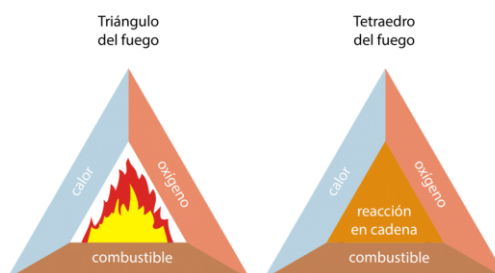 Triángulo
del fuego
calor
oxígeno
combustible
Tetraedro
del fuego
calor
oxígeno
reacción
en cadena
combustible